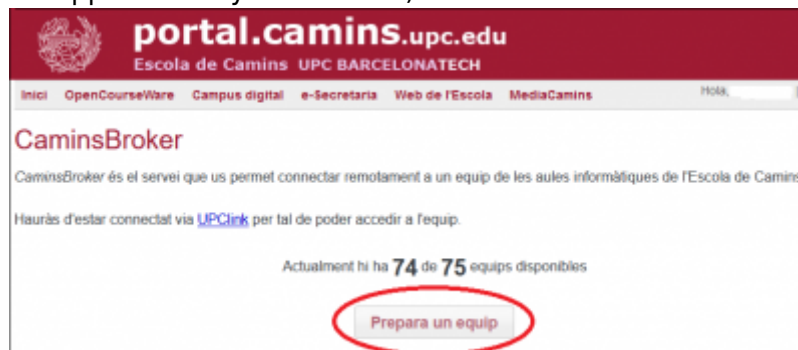 portal.camins.upc.edu
Escola de Camins UPC BARCELONATECH
Inici OpenCourseWare Campus digital e-Secretaria Web de l'Escola MediaCamins Hola,
CaminsBroker
CaminsBroker és el servei que us permet connectar remotament a un equip de les aules informàtiques de l'Escola de Camins
Hauràs d'estar connectat via UPClink per tal de poder accedir a l'equip.
Actualment hi ha 74 de 75 equips disponibles
Prepara un equip